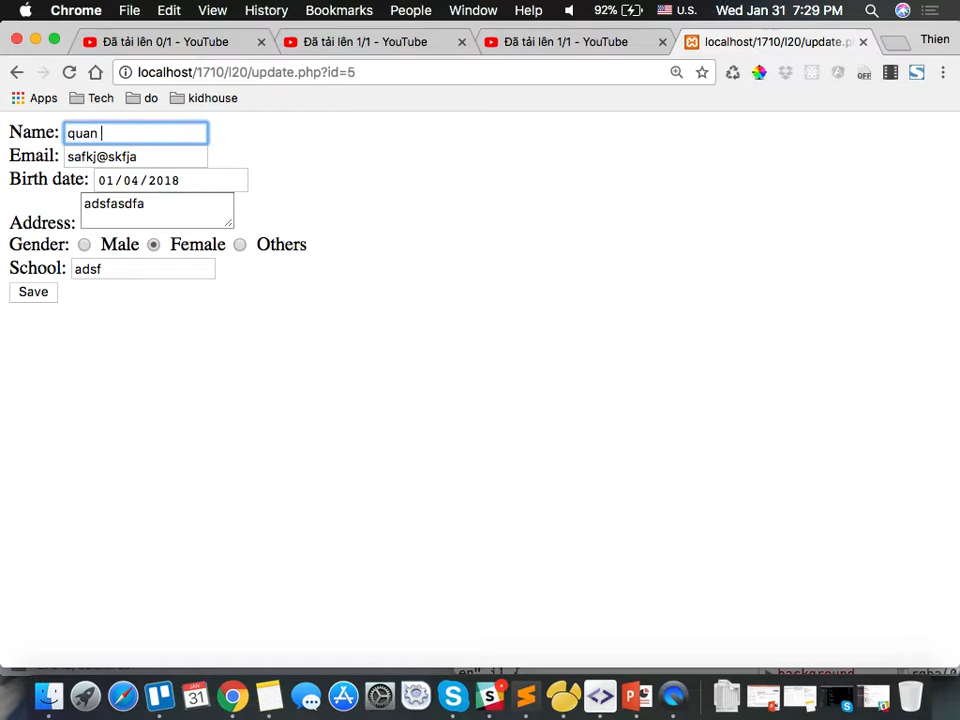 Chrome File Edit View History Bookmarks People Window Help 92% U.S. Wed Jan 31 7:29 PM
Đã tải lên 0/1 - YouTube Đã tải lên 1/1 - YouTube Đã tải lên 1/1 - YouTube localhost/1710/l20/update.p Thien
localhost/1710/l20/update.php?id=5 OFF
Apps Tech do kidhouse
Name: quan
Email: safkj@skfja
Birth date: 01/04/2018
Address: adsfasdfa
Gender: Male Female Others
School: adsf
Save
JAN
31